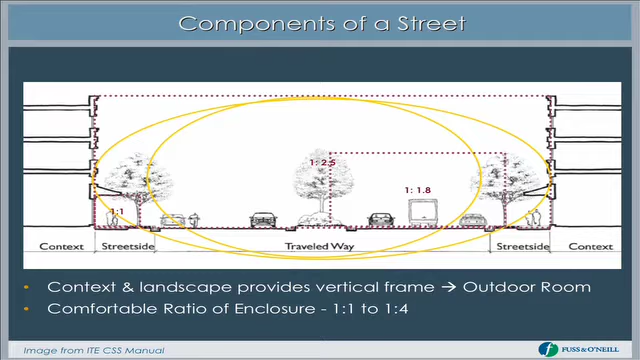 Components of a Street
1: 2.5
1: 1.8
1:1
Context Streetside Traveled Way Streetside Context
• Context & landscape provides vertical frame → Outdoor Room
• Comfortable Ratio of Enclosure - 1:1 to 1:4
Image from ITE CSS Manual
f FUSS & O'NEILL